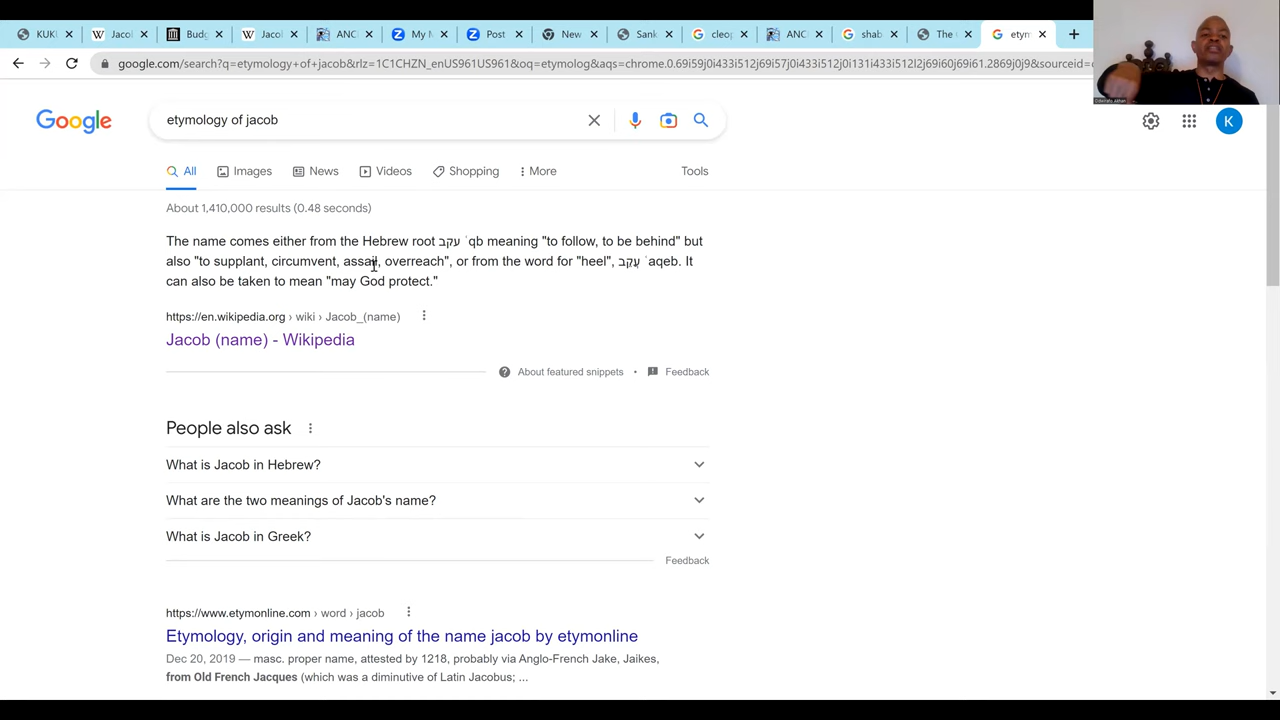 KUKI
Jacol
Budg
Jacol
ANCI
My M
Post
New
Sank
cleop
ANCI
shab
The C
etym
google.com/search?q=etymology+of+jacob&rlz=1C1CHZN_enUS961US961&oq=etymolog&aqs=chrome.0.69i59j0i433i512j69i57j0i433i512j0i131i433i512l2j69i60j69i61.2869j0j9&sourceid=c
Google
etymology of jacob
K
All
Images
News
Videos
Shopping
More
Tools
About 1,410,000 results (0.48 seconds)
The name comes either from the Hebrew root עקב ʿqb meaning "to follow, to be behind" but
also "to supplant, circumvent, assail, overreach", or from the word for "heel", עֲקֵב ʿaqeb. It
can also be taken to mean "may God protect."
https://en.wikipedia.org › wiki › Jacob_(name)
Jacob (name) - Wikipedia
About featured snippets • Feedback
People also ask
What is Jacob in Hebrew?
What are the two meanings of Jacob's name?
What is Jacob in Greek?
Feedback
https://www.etymonline.com › word › jacob
Etymology, origin and meaning of the name jacob by etymonline
Dec 20, 2019 — masc. proper name, attested by 1218, probably via Anglo-French Jake, Jaikes,
from Old French Jacques (which was a diminutive of Latin Jacobus; ...